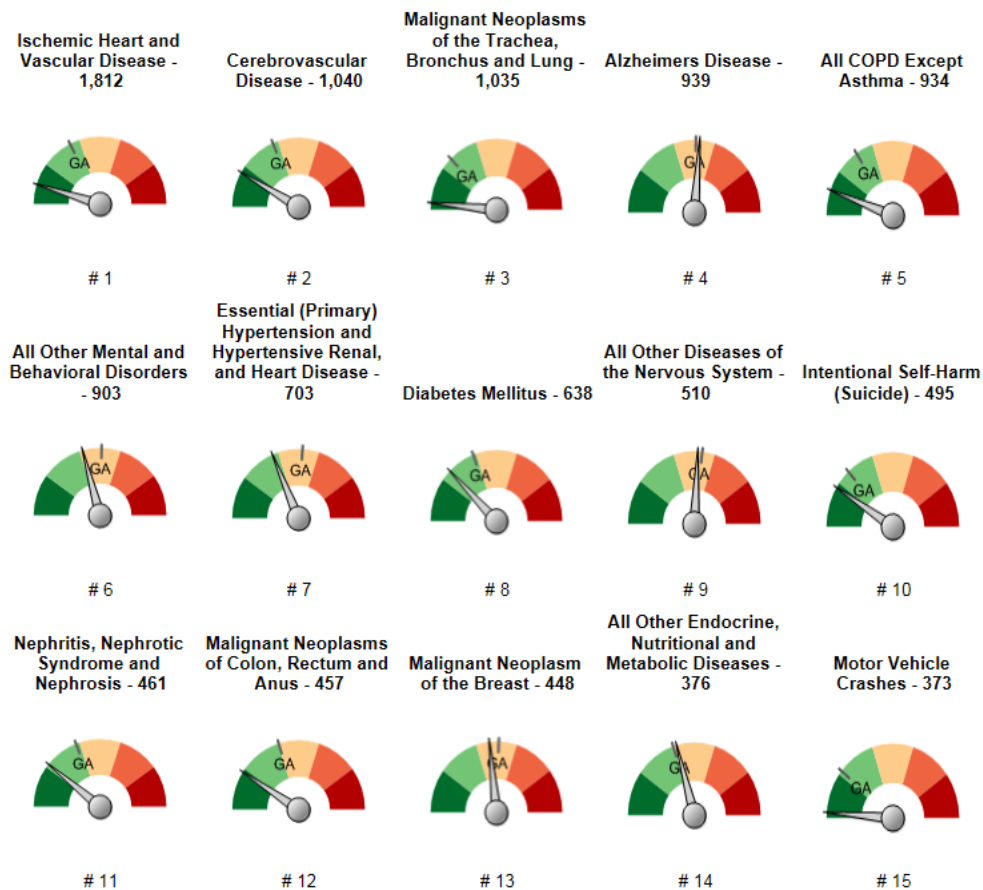 Ischemic Heart and
Vascular Disease -
1,812
Cerebrovascular
Disease - 1,040
Malignant Neoplasms
of the Trachea,
Bronchus and Lung -
1,035
Alzheimers Disease -
939
All COPD Except
Asthma - 934
GA
GA
GA
GA
GA
# 1
# 2
# 3
# 4
# 5
All Other Mental and
Behavioral Disorders
- 903
Essential (Primary)
Hypertension and
Hypertensive Renal,
and Heart Disease -
703
Diabetes Mellitus - 638
All Other Diseases of
the Nervous System -
510
Intentional Self-Harm
(Suicide) - 495
GA
GA
GA
GA
GA
# 6
# 7
# 8
# 9
# 10
Nephritis, Nephrotic
Syndrome and
Nephrosis - 461
Malignant Neoplasms
of Colon, Rectum and
Anus - 457
Malignant Neoplasm
of the Breast - 448
All Other Endocrine,
Nutritional and
Metabolic Diseases -
376
Motor Vehicle
Crashes - 373
GA
GA
GA
GA
GA
# 11
# 12
# 13
# 14
# 15